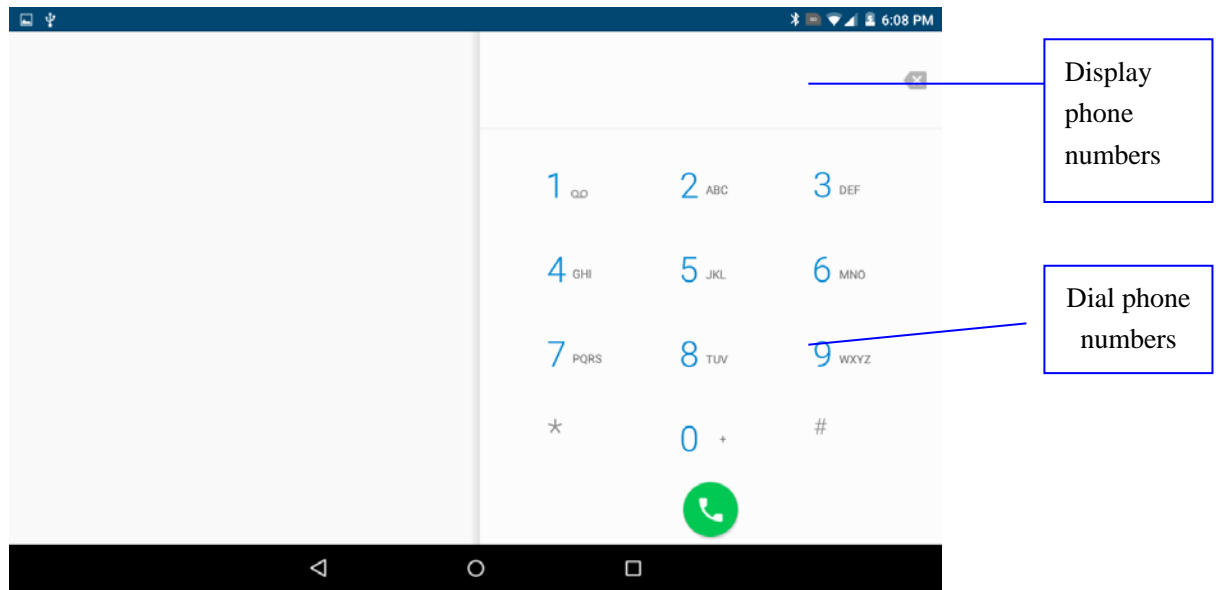 6:08 PM
Display
phone
numbers
1 2 ABC 3 DEF
4 GHI 5 JKL 6 MNO
7 PQRS 8 TUV 9 WXYZ
* 0 + #
Dial phone
numbers